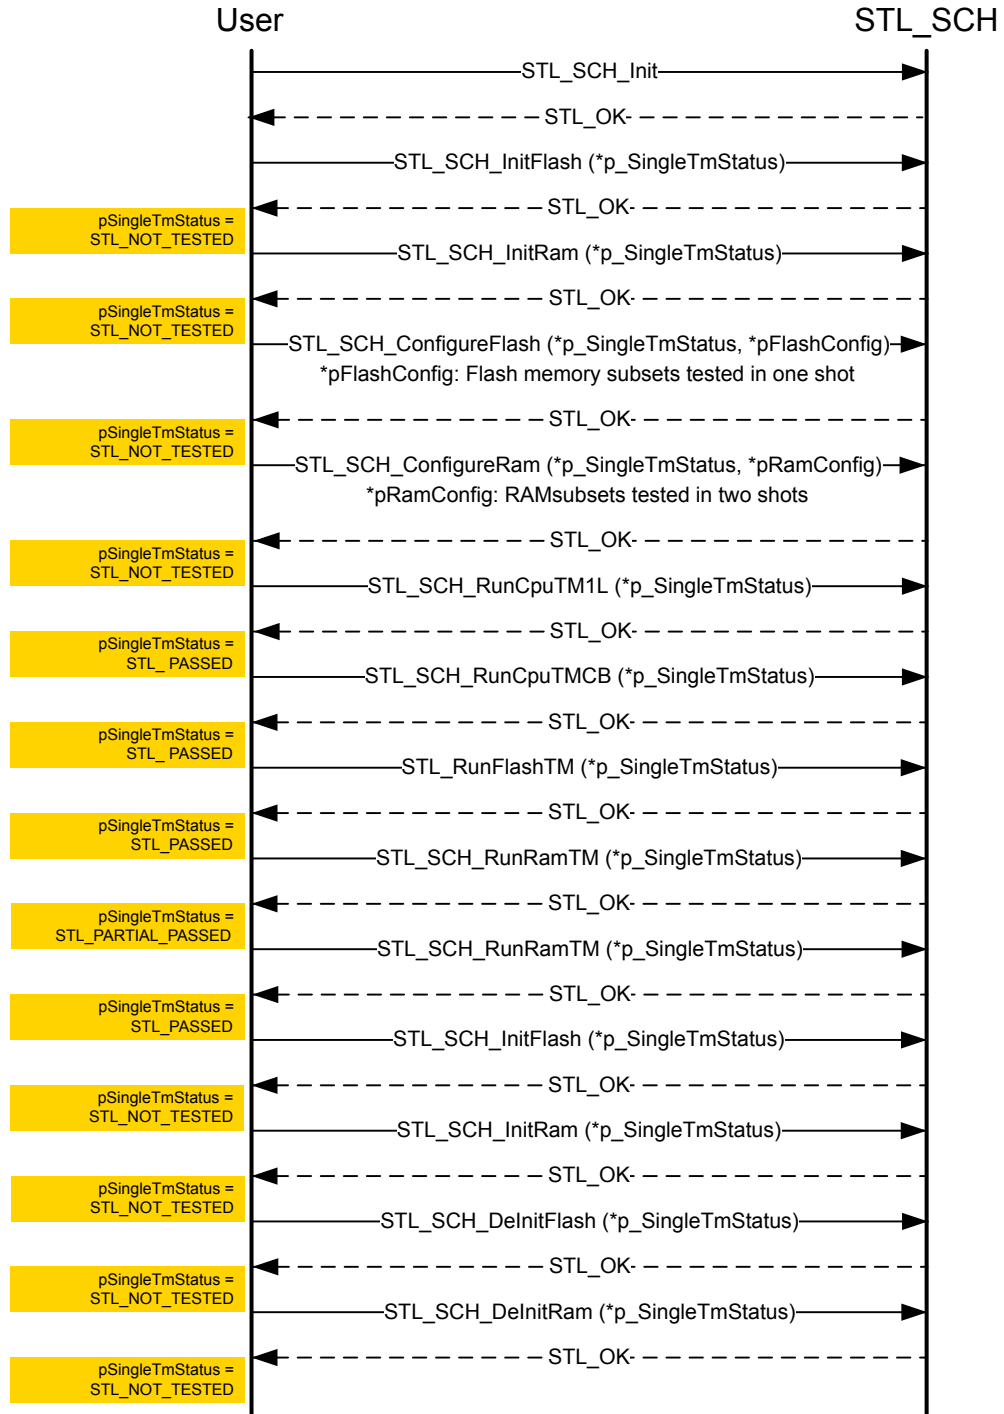 User
STL_SCH
STL_SCH_Init
STL_OK
STL_SCH_InitFlash (*p_SingleTmStatus)
STL_OK
pSingleTmStatus =
STL_NOT_TESTED
STL_SCH_InitRam (*p_SingleTmStatus)
STL_OK
pSingleTmStatus =
STL_NOT_TESTED
STL_SCH_ConfigureFlash (*p_SingleTmStatus, *pFlashConfig)
*pFlashConfig: Flash memory subsets tested in one shot
STL_OK
pSingleTmStatus =
STL_NOT_TESTED
STL_SCH_ConfigureRam (*p_SingleTmStatus, *pRamConfig)
*pRamConfig: RAMsubsets tested in two shots
STL_OK
pSingleTmStatus =
STL_NOT_TESTED
STL_SCH_RunCpuTM1L (*p_SingleTmStatus)
STL_OK
pSingleTmStatus =
STL_ PASSED
STL_SCH_RunCpuTMCB (*p_SingleTmStatus)
STL_OK
pSingleTmStatus =
STL_ PASSED
STL_RunFlashTM (*p_SingleTmStatus)
STL_OK
pSingleTmStatus =
STL_PASSED
STL_SCH_RunRamTM (*p_SingleTmStatus)
STL_OK
pSingleTmStatus =
STL_PARTIAL_PASSED
STL_SCH_RunRamTM (*p_SingleTmStatus)
STL_OK
pSingleTmStatus =
STL_PASSED
STL_SCH_InitFlash (*p_SingleTmStatus)
STL_OK
pSingleTmStatus =
STL_NOT_TESTED
STL_SCH_InitRam (*p_SingleTmStatus)
STL_OK
pSingleTmStatus =
STL_NOT_TESTED
STL_SCH_DeInitFlash (*p_SingleTmStatus)
STL_OK
pSingleTmStatus =
STL_NOT_TESTED
STL_SCH_DeInitRam (*p_SingleTmStatus)
STL_OK
pSingleTmStatus =
STL_NOT_TESTED